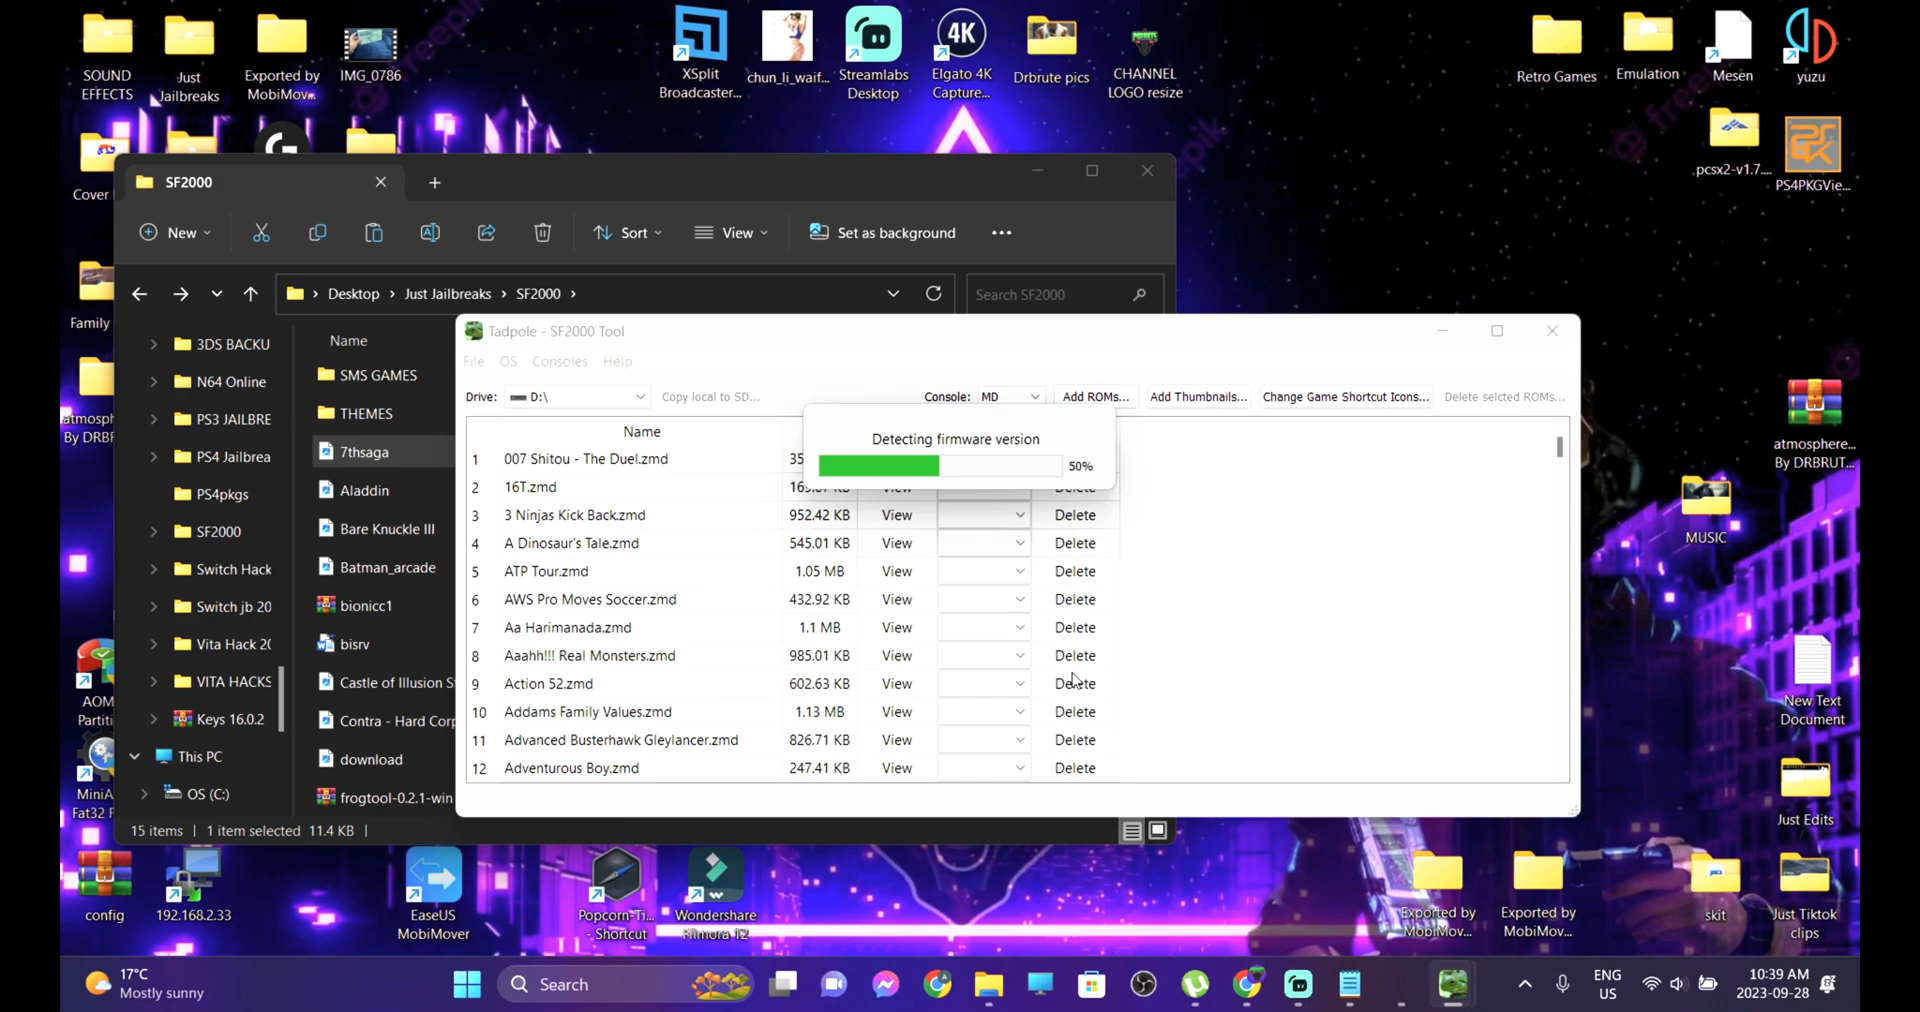 SOUND
EFFECTS
Just
Jailbreaks
Exported by
MobiMov...
IMG_0786
XSplit
Broadcaster...
chun_li_waif...
Streamlabs
Desktop
4K
Elgato 4K
Capture...
Drbrute pics
CHANNEL
LOGO resize
Retro Games
Emulation
Mesen
yuzu
pcsx2-v1.7....
PS4PKGVie...
Cover
Family
atmosph
By DRBR
AOM
Partiti
MiniA
Fat32 F
SF2000
New
Sort
View
Set as background
Desktop
Just Jailbreaks
SF2000
Search SF2000
3DS BACKU
N64 Online
PS3 JAILBRE
PS4 Jailbrea
PS4pkgs
SF2000
Switch Hack
Switch jb 20
Vita Hack 20
VITA HACKS
Keys 16.0.2
This PC
OS (C:)
Name
SMS GAMES
THEMES
7thsaga
Aladdin
Bare Knuckle III
Batman_arcade
bionicc1
bisrv
Castle of Illusion S
Contra - Hard Corp
download
frogtool-0.2.1-win
15 items | 1 item selected 11.4 KB |
Tadpole - SF2000 Tool
File OS Consoles Help
Drive: D:\ Copy local to SD... Console: MD Add ROMs... Add Thumbnails... Change Game Shortcut Icons... Delete selcted ROMs...
Name
Detecting firmware version
50%
1 007 Shitou - The Duel.zmd 35
2 16T.zmd View Delete
3 3 Ninjas Kick Back.zmd 952.42 KB View Delete
4 A Dinosaur's Tale.zmd 545.01 KB View Delete
5 ATP Tour.zmd 1.05 MB View Delete
6 AWS Pro Moves Soccer.zmd 432.92 KB View Delete
7 Aa Harimanada.zmd 1.1 MB View Delete
8 Aaahh!!! Real Monsters.zmd 985.01 KB View Delete
9 Action 52.zmd 602.63 KB View Delete
10 Addams Family Values.zmd 1.13 MB View Delete
11 Advanced Busterhawk Gleylancer.zmd 826.71 KB View Delete
12 Adventurous Boy.zmd 247.41 KB View Delete
atmosphere...
By DRBRUT...
MUSIC
New Text
Document
Just Edits
config
192.168.2.33
EaseUS
MobiMover
Popcorn-Ti...
- Shortcut
Wondershare
Filmora 12
Exported by
MobiMov...
Exported by
MobiMov...
skit
Just Tiktok
clips
17°C
Mostly sunny
Search
ENG
US
10:39 AM
2023-09-28